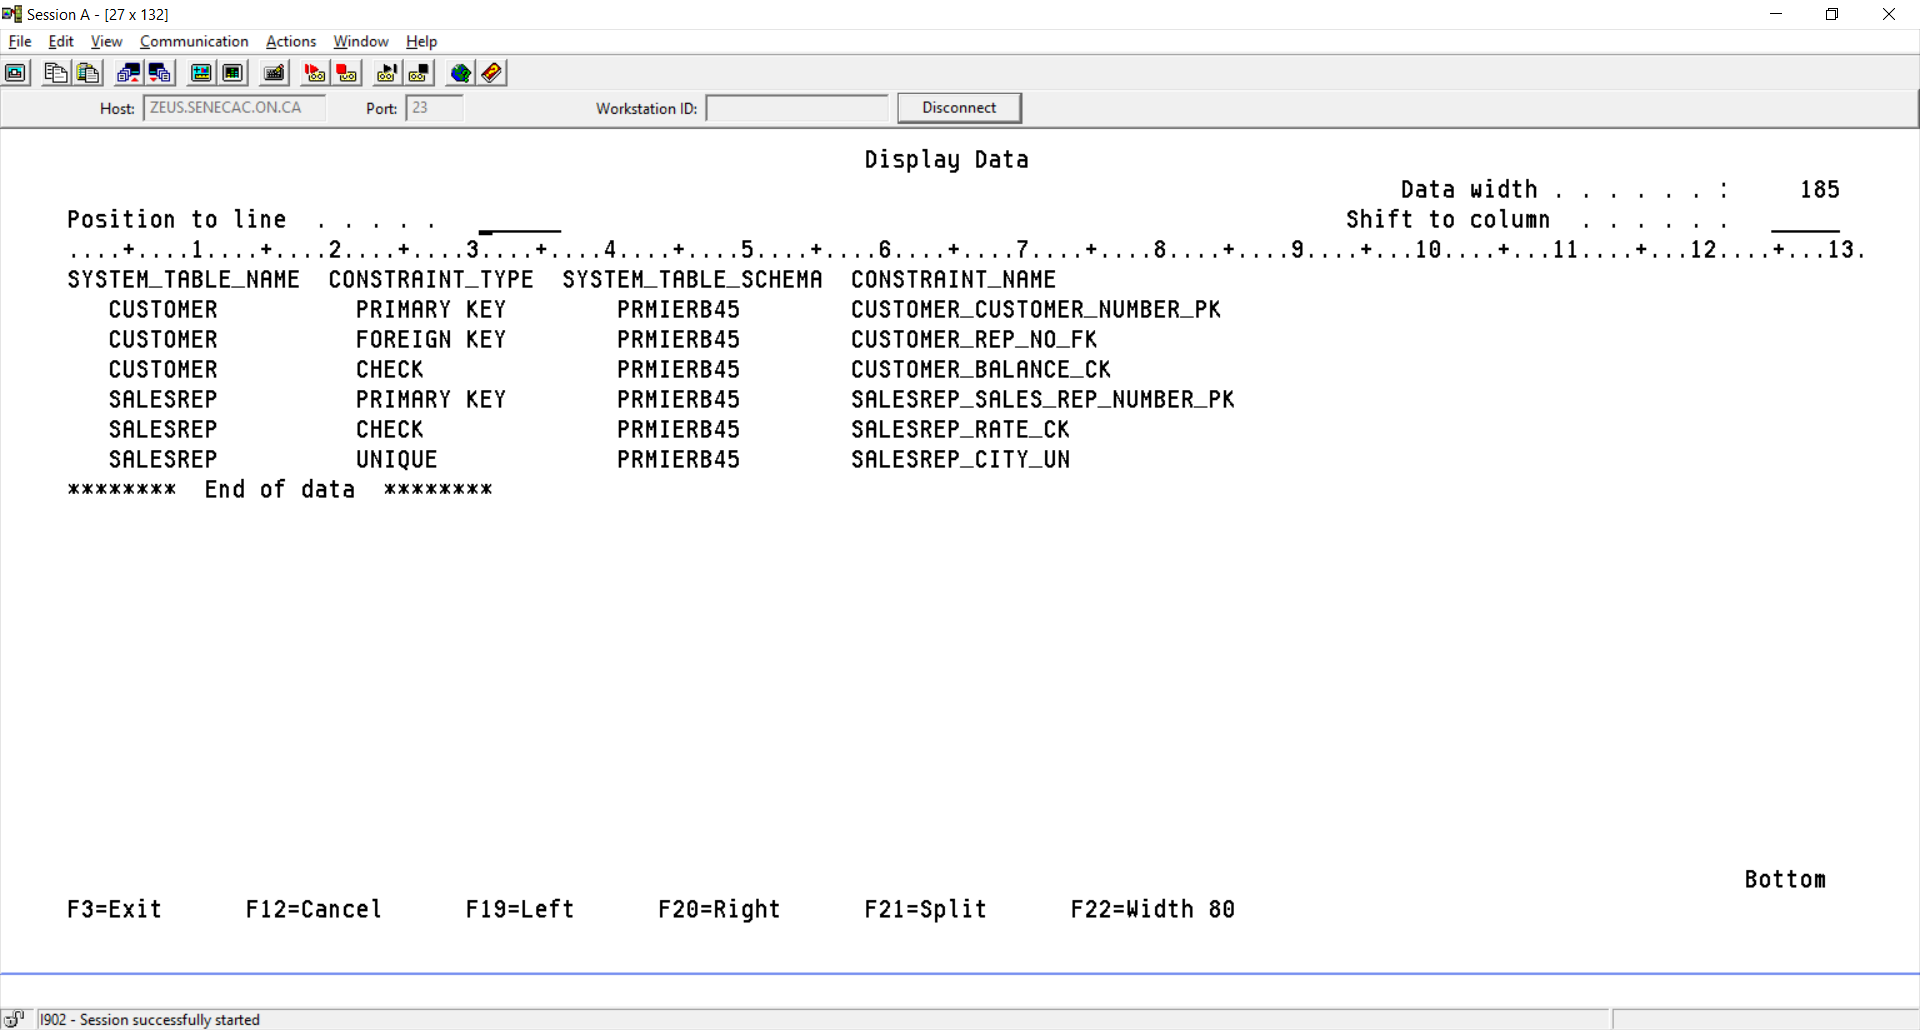 Session A - [27 x 132]
File Edit View Communication Actions Window Help
Host: ZEUS.SENECAC.ON.CA Port: 23 Workstation ID: Disconnect
Display Data
Data width . . . . . . : 185
Position to line . . . . . Shift to column . . . . . .
....+....1....+....2....+....3....+....4....+....5....+....6....+....7....+....8....+....9....+...10....+...11....+...12....+...13.
SYSTEM_TABLE_NAME CONSTRAINT_TYPE SYSTEM_TABLE_SCHEMA CONSTRAINT_NAME
CUSTOMER PRIMARY KEY PRMIERB45 CUSTOMER_CUSTOMER_NUMBER_PK
CUSTOMER FOREIGN KEY PRMIERB45 CUSTOMER_REP_NO_FK
CUSTOMER CHECK PRMIERB45 CUSTOMER_BALANCE_CK
SALESREP PRIMARY KEY PRMIERB45 SALESREP_SALES_REP_NUMBER_PK
SALESREP CHECK PRMIERB45 SALESREP_RATE_CK
SALESREP UNIQUE PRMIERB45 SALESREP_CITY_UN
******** End of data ********
Bottom
F3=Exit F12=Cancel F19=Left F20=Right F21=Split F22=Width 80
I902 - Session successfully started